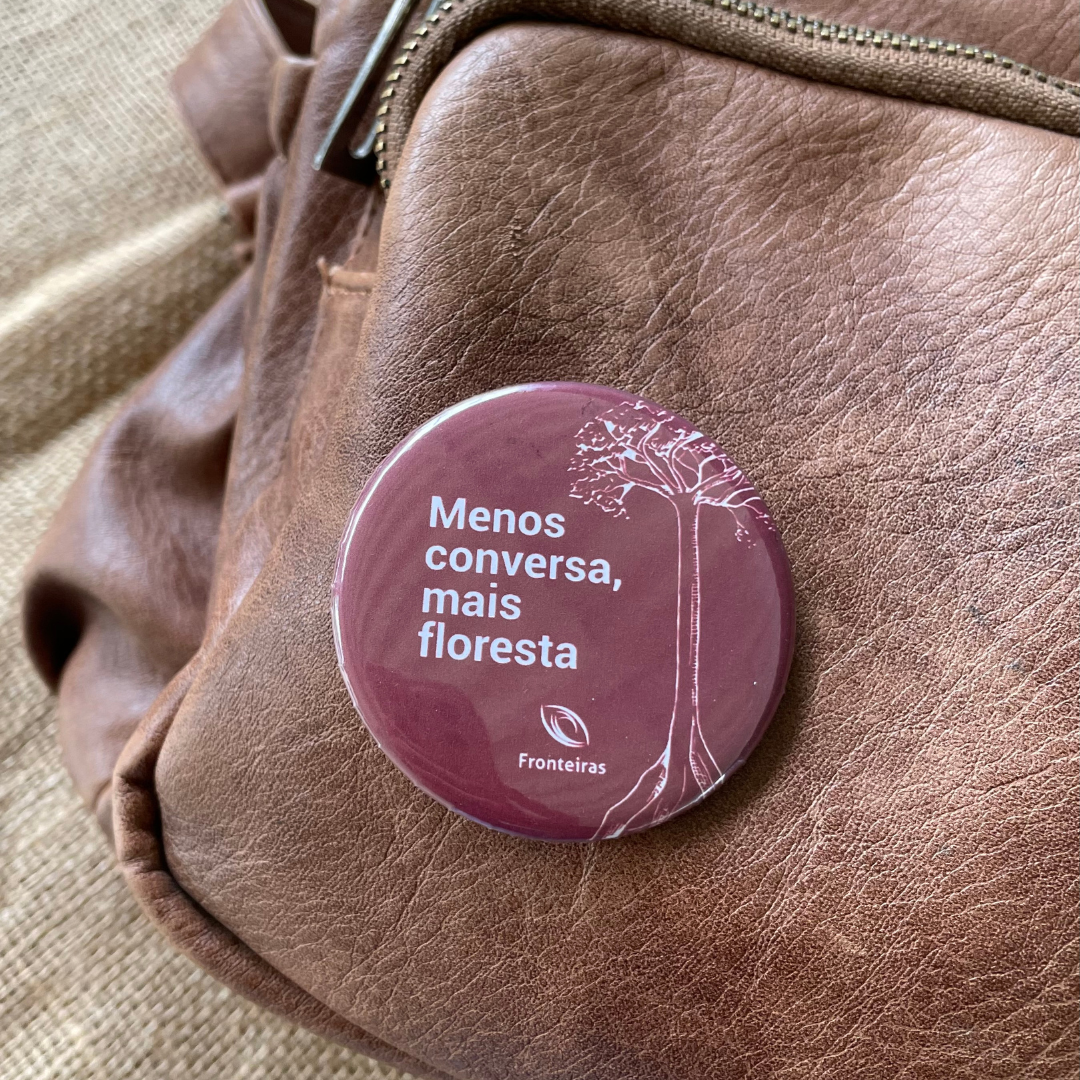 Menos
conversa,
mais
floresta
Fronteiras